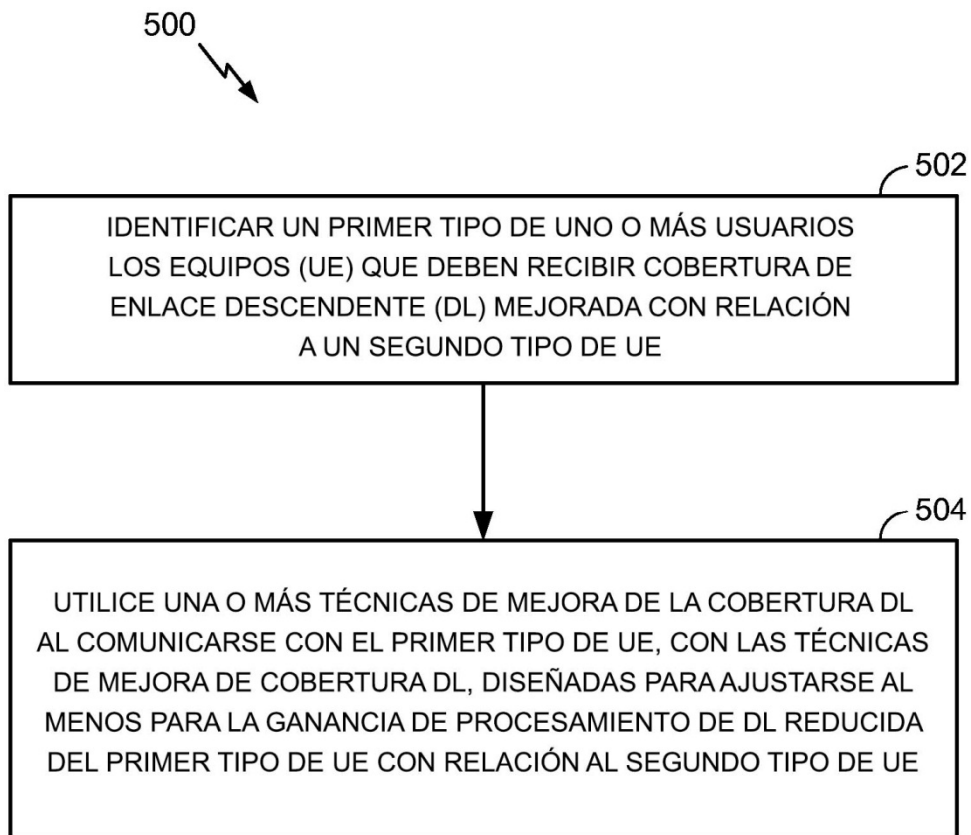 500
502
IDENTIFICAR UN PRIMER TIPO DE UNO O MÁS USUARIOS
LOS EQUIPOS (UE) QUE DEBEN RECIBIR COBERTURA DE
ENLACE DESCENDENTE (DL) MEJORADA CON RELACIÓN
A UN SEGUNDO TIPO DE UE
504
UTILICE UNA O MÁS TÉCNICAS DE MEJORA DE LA COBERTURA DL
AL COMUNICARSE CON EL PRIMER TIPO DE UE, CON LAS TÉCNICAS
DE MEJORA DE COBERTURA DL, DISEÑADAS PARA AJUSTARSE AL
MENOS PARA LA GANANCIA DE PROCESAMIENTO DE DL REDUCIDA
DEL PRIMER TIPO DE UE CON RELACIÓN AL SEGUNDO TIPO DE UE